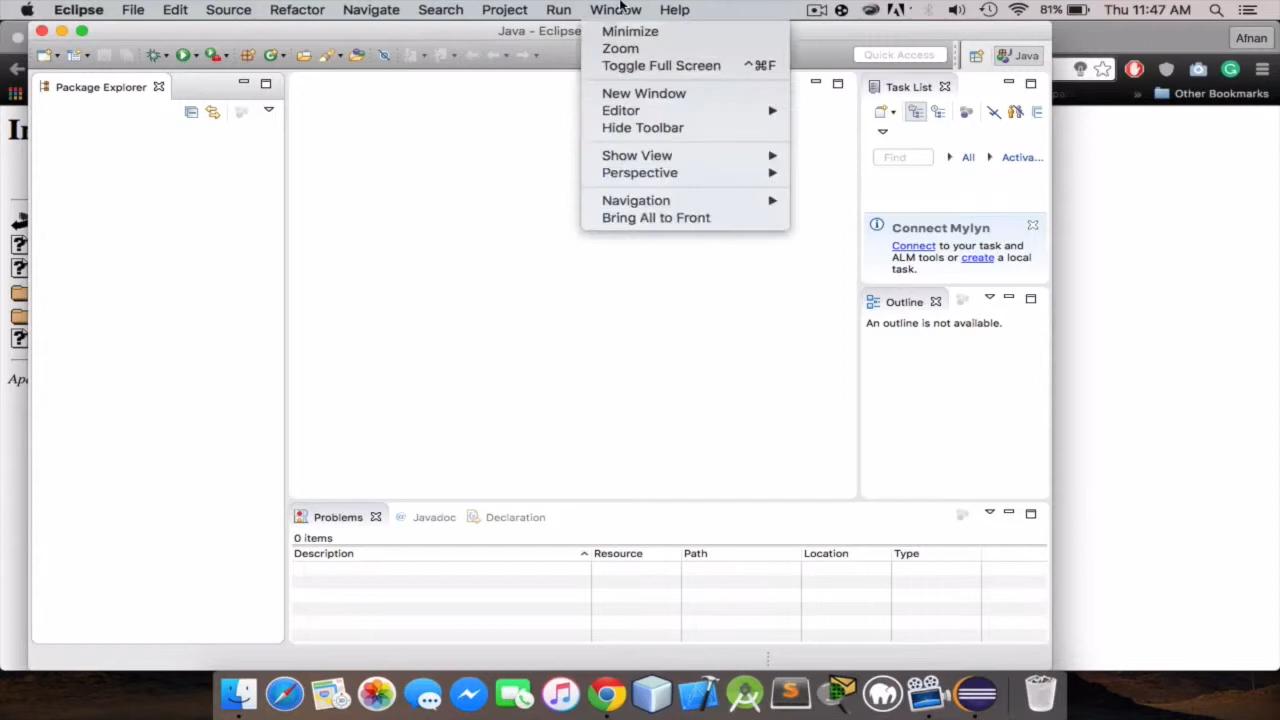 Eclipse File Edit Source Refactor Navigate Search Project Run Window Help 81% Thu 11:47 AM
Java - Eclipse
Afnan
Minimize
Zoom
Toggle Full Screen ^⌘F
New Window
Editor
Hide Toolbar
Show View
Perspective
Navigation
Bring All to Front
Quick Access
Java
Package Explorer
Task List
Other Bookmarks
Find
All
Activa...
Connect Mylyn
Connect to your task and
ALM tools or create a local
task.
Outline
An outline is not available.
Problems
@ Javadoc
Declaration
0 items
Description Resource Path Location Type